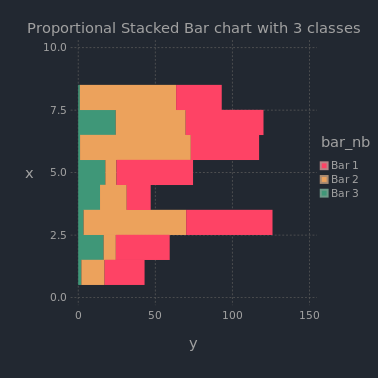 Proportional Stacked Bar chart with 3 classes
10.0
7.5
5.0
2.5
0.0
x
0 50 100 150
y
bar_nb
Bar 1
Bar 2
Bar 3